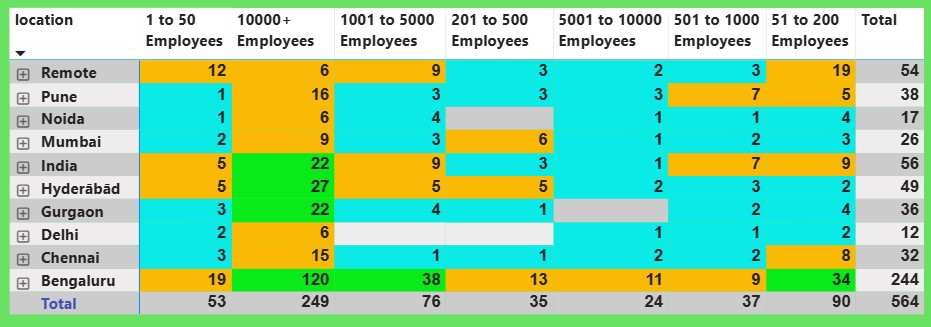 location 1 to 50 Employees 10000+ Employees 1001 to 5000 Employees 201 to 500 Employees 5001 to 10000 Employees 501 to 1000 Employees 51 to 200 Employees Total
Remote 12 6 9 3 2 3 19 54
Pune 1 16 3 3 3 7 5 38
Noida 1 6 4 1 1 4 17
Mumbai 2 9 3 6 1 2 3 26
India 5 22 9 3 1 7 9 56
Hyderābād 5 27 5 5 2 3 2 49
Gurgaon 3 22 4 1 2 4 36
Delhi 2 6 1 1 2 12
Chennai 3 15 1 1 2 2 8 32
Bengaluru 19 120 38 13 11 9 34 244
Total 53 249 76 35 24 37 90 564